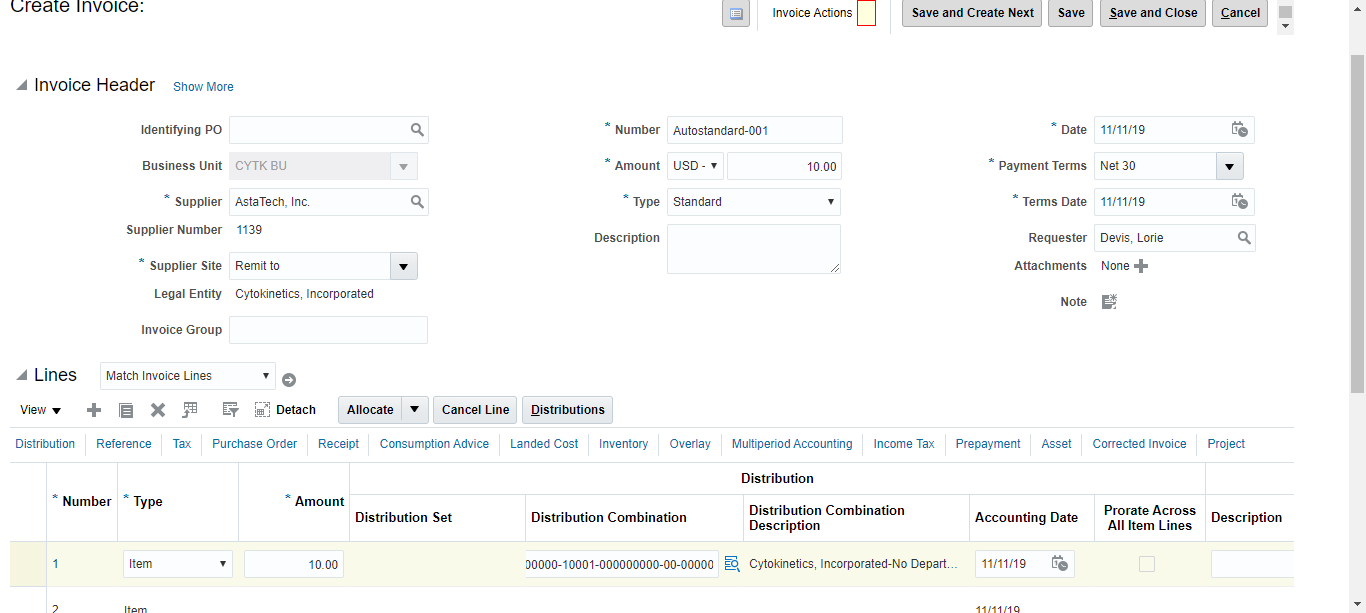 Create Invoice:
Invoice Actions
Save and Create Next
Save
Save and Close
Cancel
Invoice Header
Show More
Identifying PO
Business Unit CYTK BU
* Supplier AstaTech, Inc.
Supplier Number 1139
* Supplier Site Remit to
Legal Entity Cytokinetics, Incorporated
Invoice Group
* Number Autostandard-001
* Amount USD - 10.00
* Type Standard
Description
* Date 11/11/19
* Payment Terms Net 30
* Terms Date 11/11/19
Requester Devis, Lorie
Attachments None
Note
Lines Match Invoice Lines
View Detach Allocate Cancel Line Distributions
Distribution Reference Tax Purchase Order Receipt Consumption Advice Landed Cost Inventory Overlay Multiperiod Accounting Income Tax Prepayment Asset Corrected Invoice Project
Distribution
* Number * Type * Amount
Distribution Set
Distribution Combination
Distribution Combination
Description
Accounting Date
Prorate Across
All Item Lines
Description
1 Item 10.00 00000-10001-000000000-00-00000 Cytokinetics, Incorporated-No Depart... 11/11/19
2 Item 11/11/19